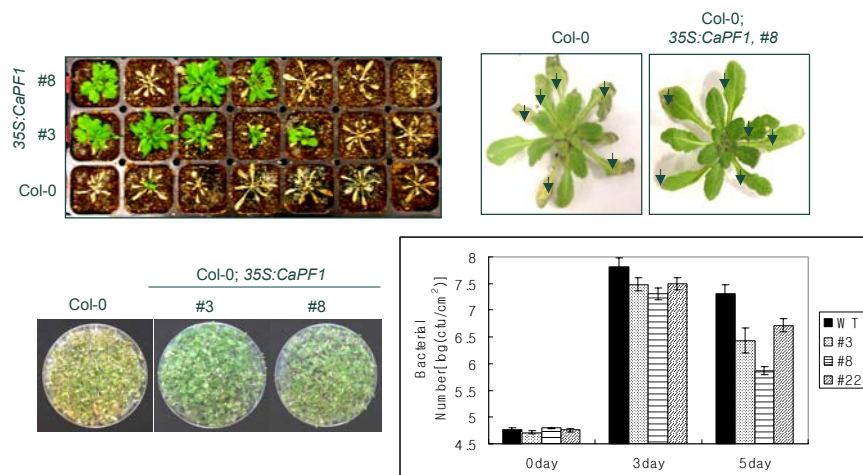 35S:CaPF1
#8
#3
Col-0
Col-0
Col-0;
35S:CaPF1, #8
Col-0; 35S:CaPF1
Col-0
#3
#8
Bacterial
Number[bg(cfu/cm²)]
8
7.5
7
6.5
6
5.5
5
4.5
0day
3day
5day
WT
#3
#8
#22